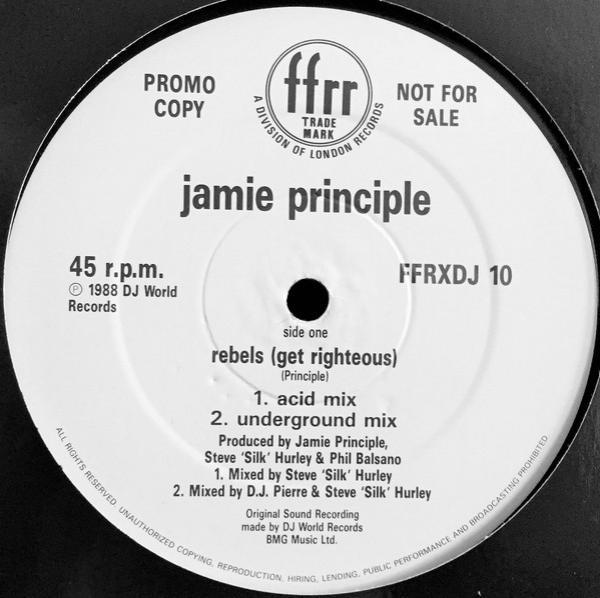 PROMO
COPY
ffrr
TRADE
MARK
A DIVISION OF LONDON RECORDS
NOT FOR
SALE
jamie principle
45 r.p.m.
℗ 1988 DJ World
Records
FFRXDJ 10
side one
rebels (get righteous)
(Principle)
1. acid mix
2. underground mix
Produced by Jamie Principle,
Steve 'Silk' Hurley & Phil Balsano
1. Mixed by Steve 'Silk' Hurley
2. Mixed by D.J. Pierre & Steve 'Silk' Hurley
Original Sound Recording
made by DJ World Records
BMG Music Ltd.
ALL RIGHTS RESERVED UNAUTHORIZED COPYING, REPRODUCTION, HIRING, LENDING, PUBLIC PERFORMANCE AND BROADCASTING PROHIBITED